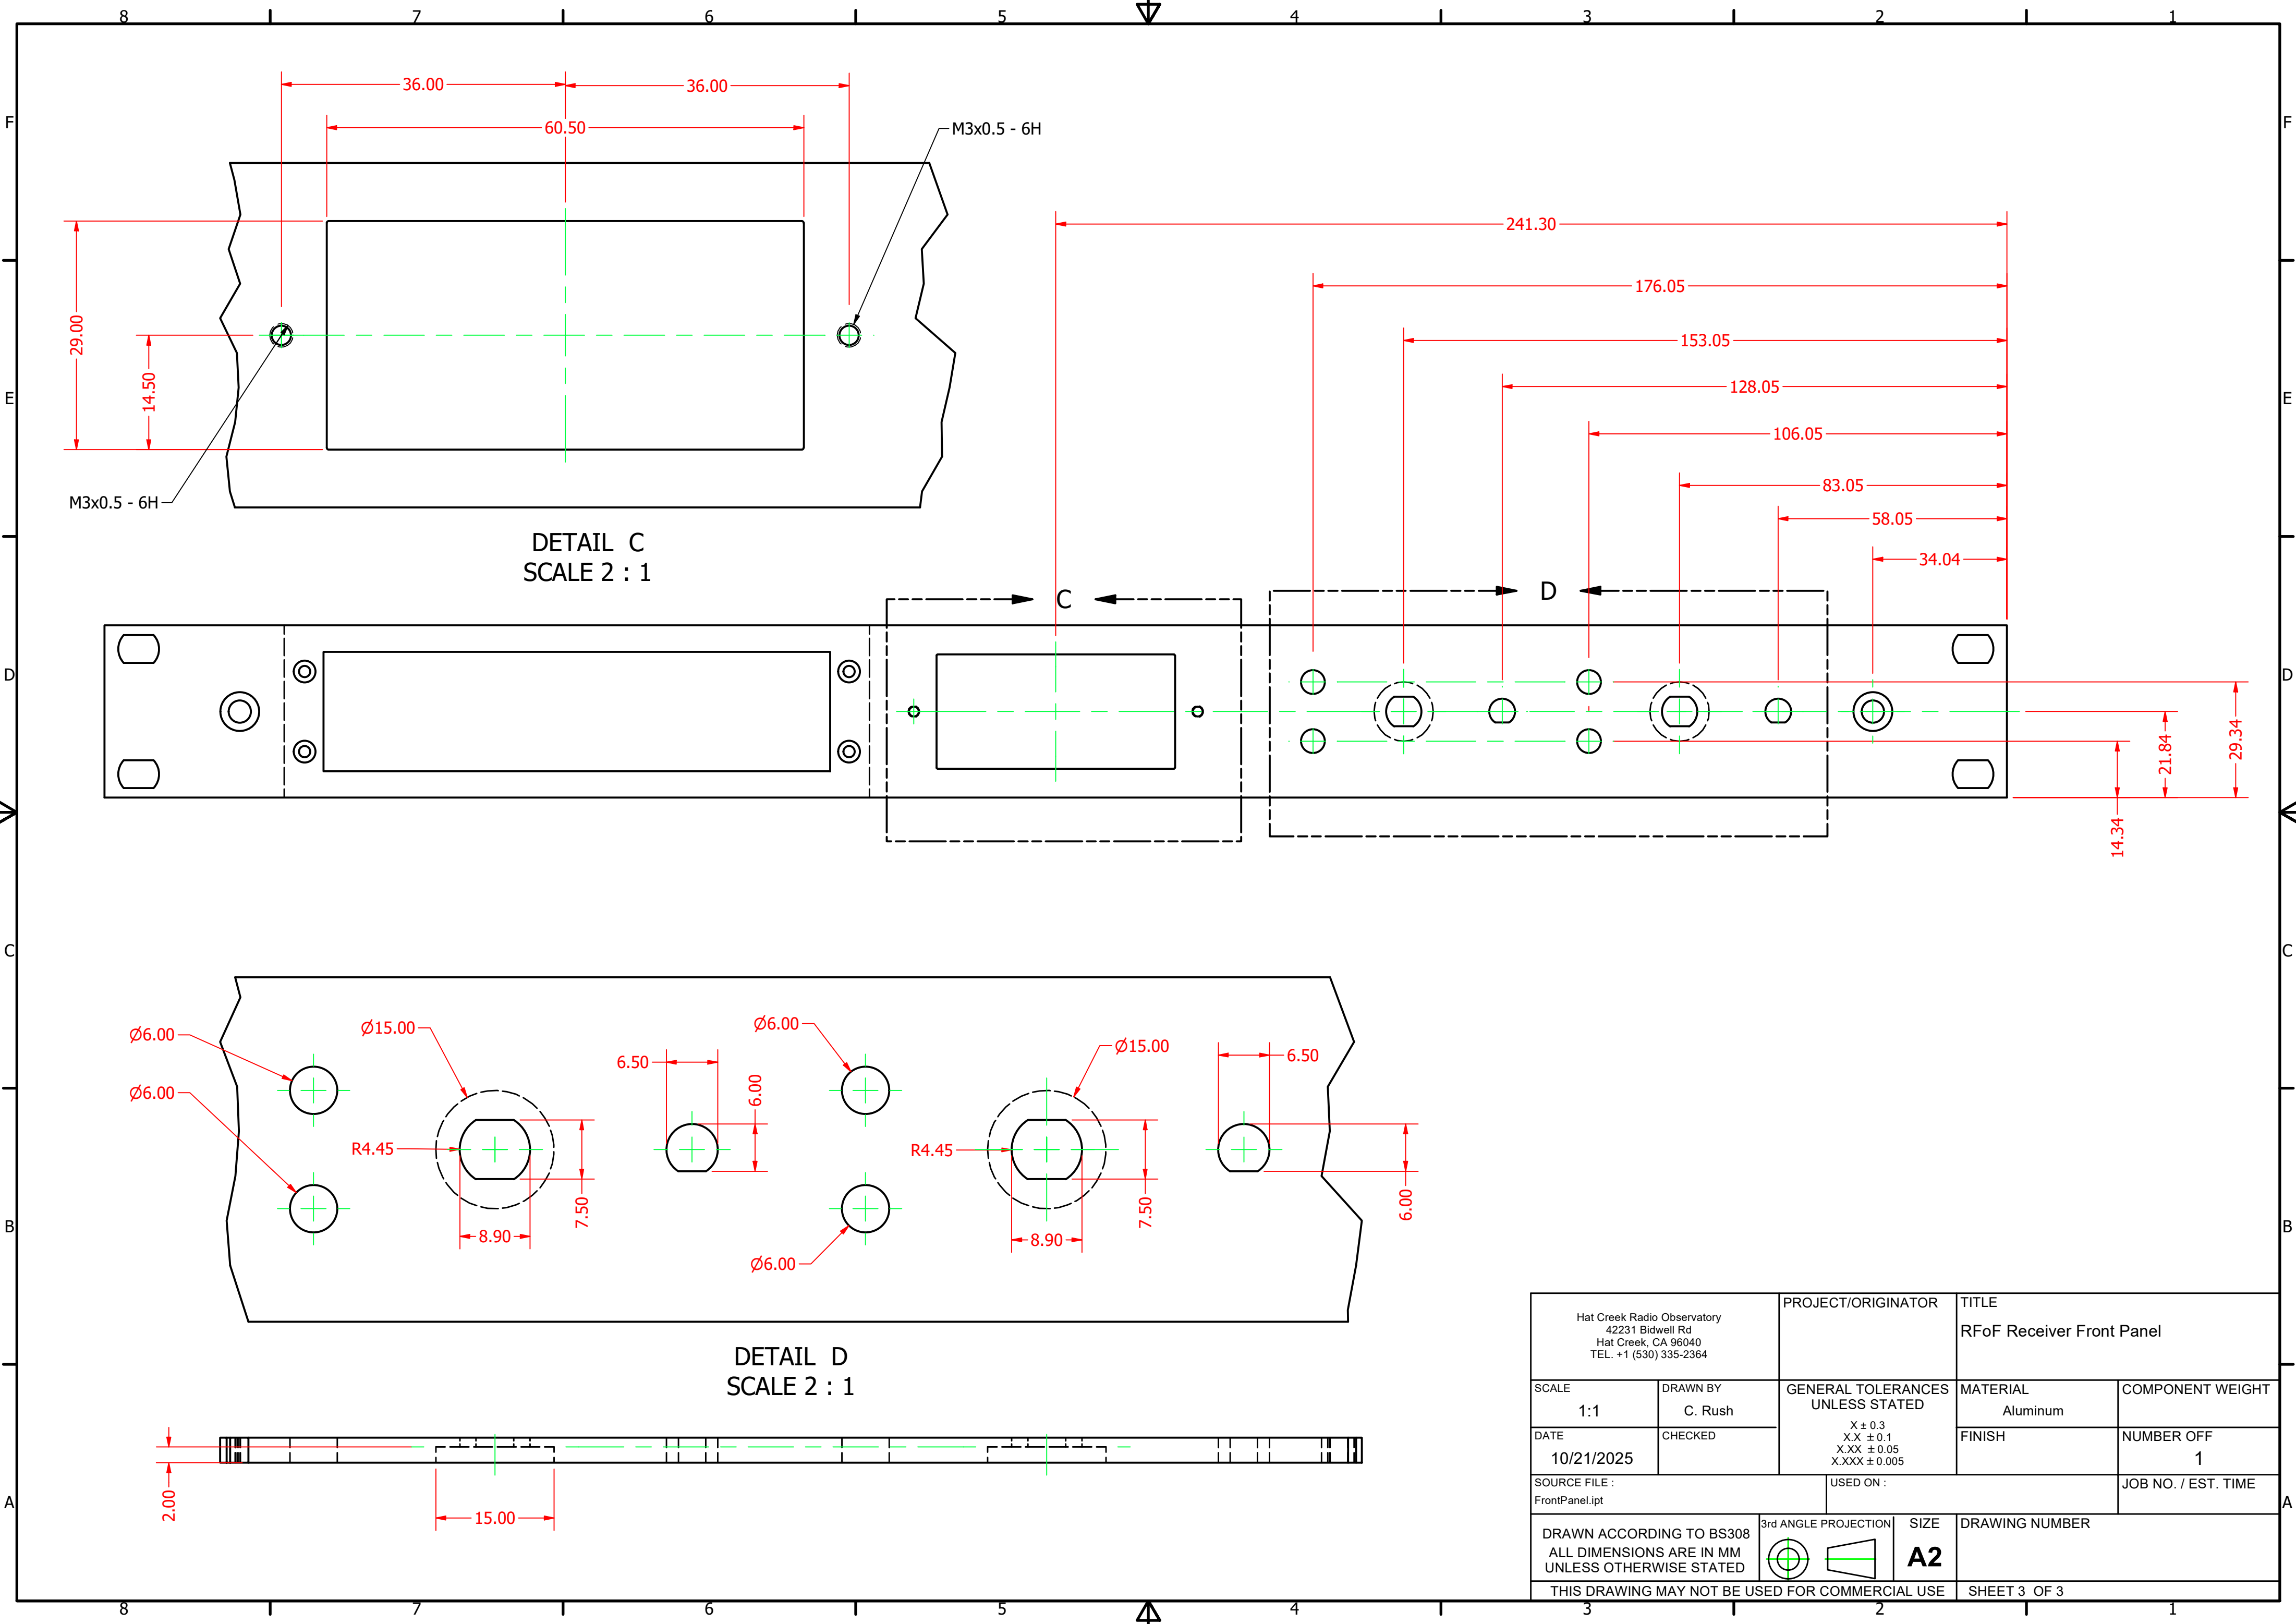 8 7 6 5 4 3 2 1
F
F
36.00
36.00
60.50
M3x0.5 - 6H
241.30
176.05
29.00
153.05
14.50
E
128.05
E
106.05
83.05
M3x0.5 - 6H
58.05
DETAIL C
SCALE 2 : 1
34.04
C
D
D
D
29.34
21.84
14.34
C
C
Ø6.00
Ø15.00
Ø6.00
Ø15.00
6.50
6.50
Ø6.00
6.00
R4.45
R4.45
7.50
7.50
6.00
8.90
8.90
B
B
Ø6.00
DETAIL D
SCALE 2 : 1
2.00
15.00
A
A
Hat Creek Radio Observatory
42231 Bidwell Rd
Hat Creek, CA 96040
TEL. +1 (530) 335-2364
PROJECT/ORIGINATOR
TITLE
RFoF Receiver Front Panel
SCALE
1:1
DRAWN BY
C. Rush
GENERAL TOLERANCES
UNLESS STATED
X ± 0.3
X.X ± 0.1
X.XX ± 0.05
X.XXX ± 0.005
MATERIAL
Aluminum
COMPONENT WEIGHT
DATE
10/21/2025
CHECKED
FINISH
NUMBER OFF
1
SOURCE FILE :
FrontPanel.ipt
USED ON :
JOB NO. / EST. TIME
DRAWN ACCORDING TO BS308
ALL DIMENSIONS ARE IN MM
UNLESS OTHERWISE STATED
3rd ANGLE PROJECTION
SIZE
A2
DRAWING NUMBER
THIS DRAWING MAY NOT BE USED FOR COMMERCIAL USE
SHEET 3 OF 3
8 7 6 5 4 3 2 1